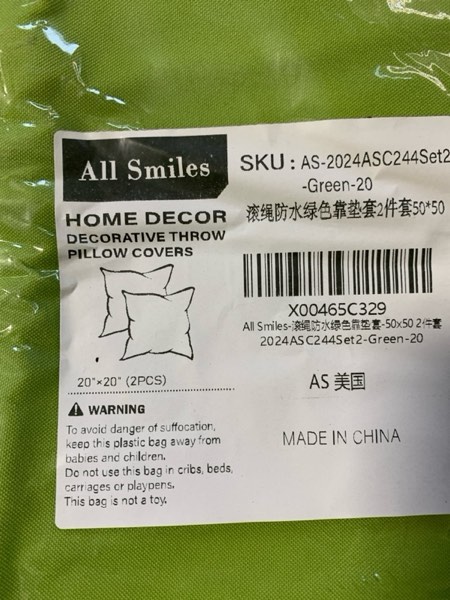 All Smiles
SKU : AS-2024ASC244Set2
-Green-20
滚绳防水绿色靠垫套2件套50*50
HOME DECOR
DECORATIVE THROW
PILLOW COVERS
X00465C329
All Smiles-滚绳防水绿色靠垫套-50x50 2件套
2024ASC244Set2-Green-20
20"×20" (2PCS)
AS 美国
WARNING
To avoid danger of suffocation,
keep this plastic bag away from
babies and children.
Do not use this bag in cribs, beds,
carriages or playpens.
This bag is not a toy.
MADE IN CHINA